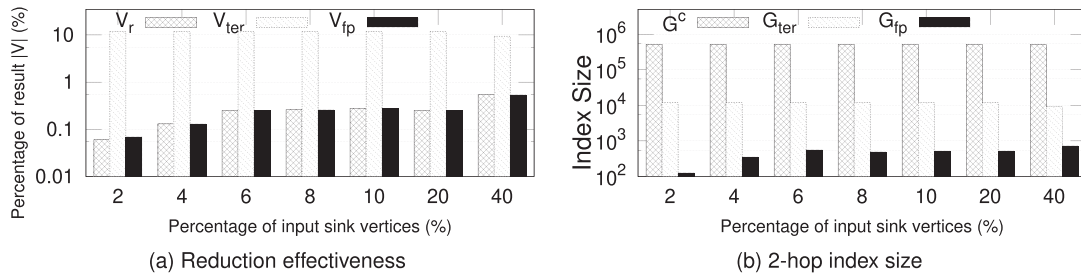 V_r V_ter V_fp
Percentage of result |V| (%)
10
1
0.1
0.01
2 4 6 8 10 20 40
Percentage of input sink vertices (%)
(a) Reduction effectiveness
G^c G_ter G_fp
Index Size
10^6
10^5
10^4
10^3
10^2
2 4 6 8 10 20 40
Percentage of input sink vertices (%)
(b) 2-hop index size